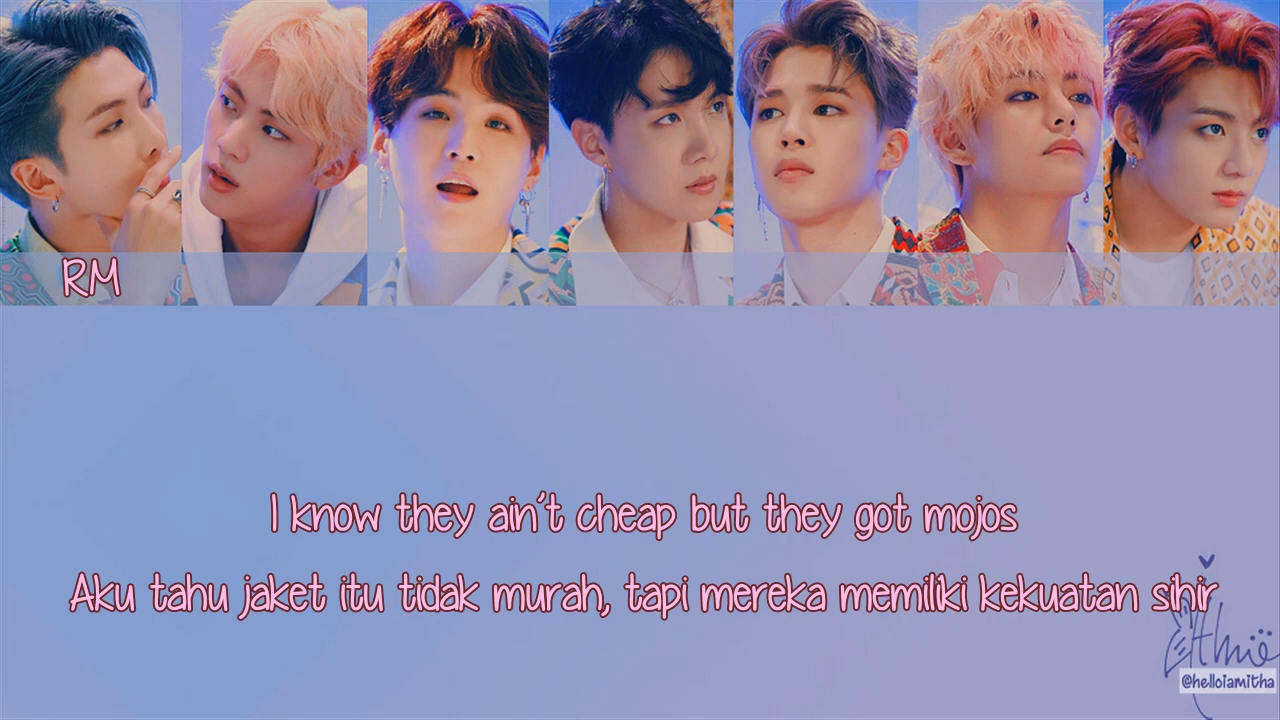 RM
I know they ain't cheap but they got mojos
Aku tahu jaket itu tidak murah, tapi mereka memiliki kekuatan sihir
@helloiamitha